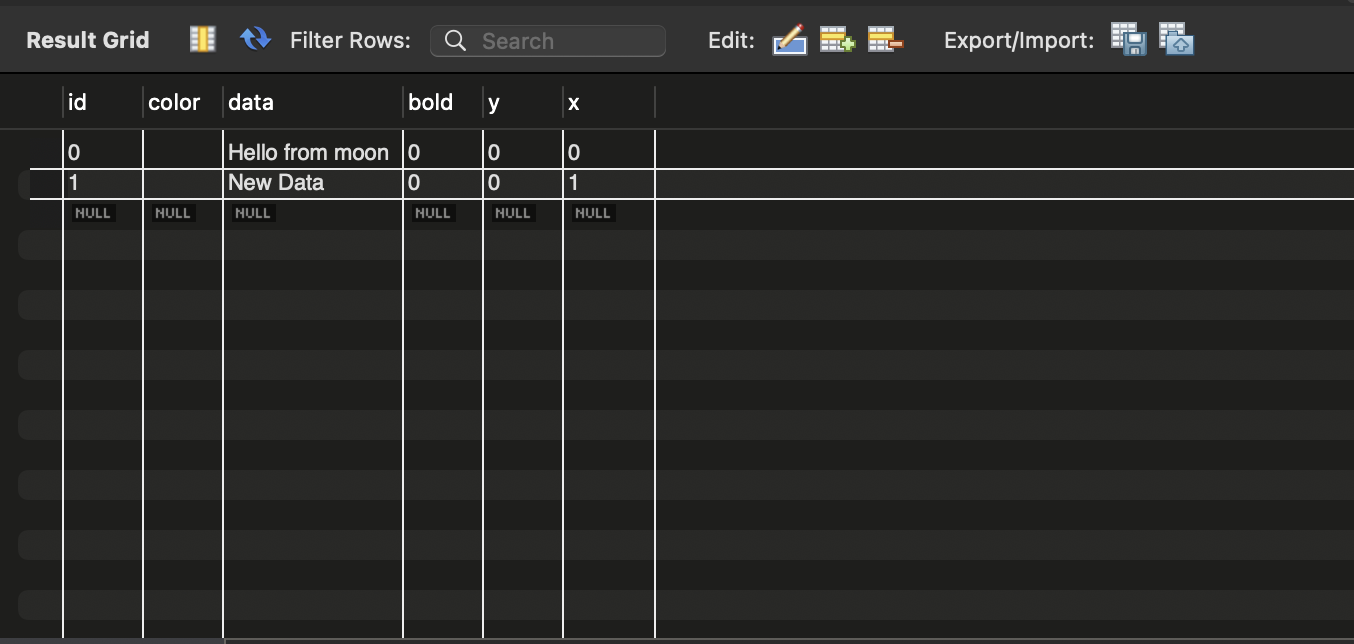 Result Grid Filter Rows: Search Edit: Export/Import:
id color data bold y x
0 Hello from moon 0 0 0
1 New Data 0 0 1
NULL NULL NULL NULL NULL NULL